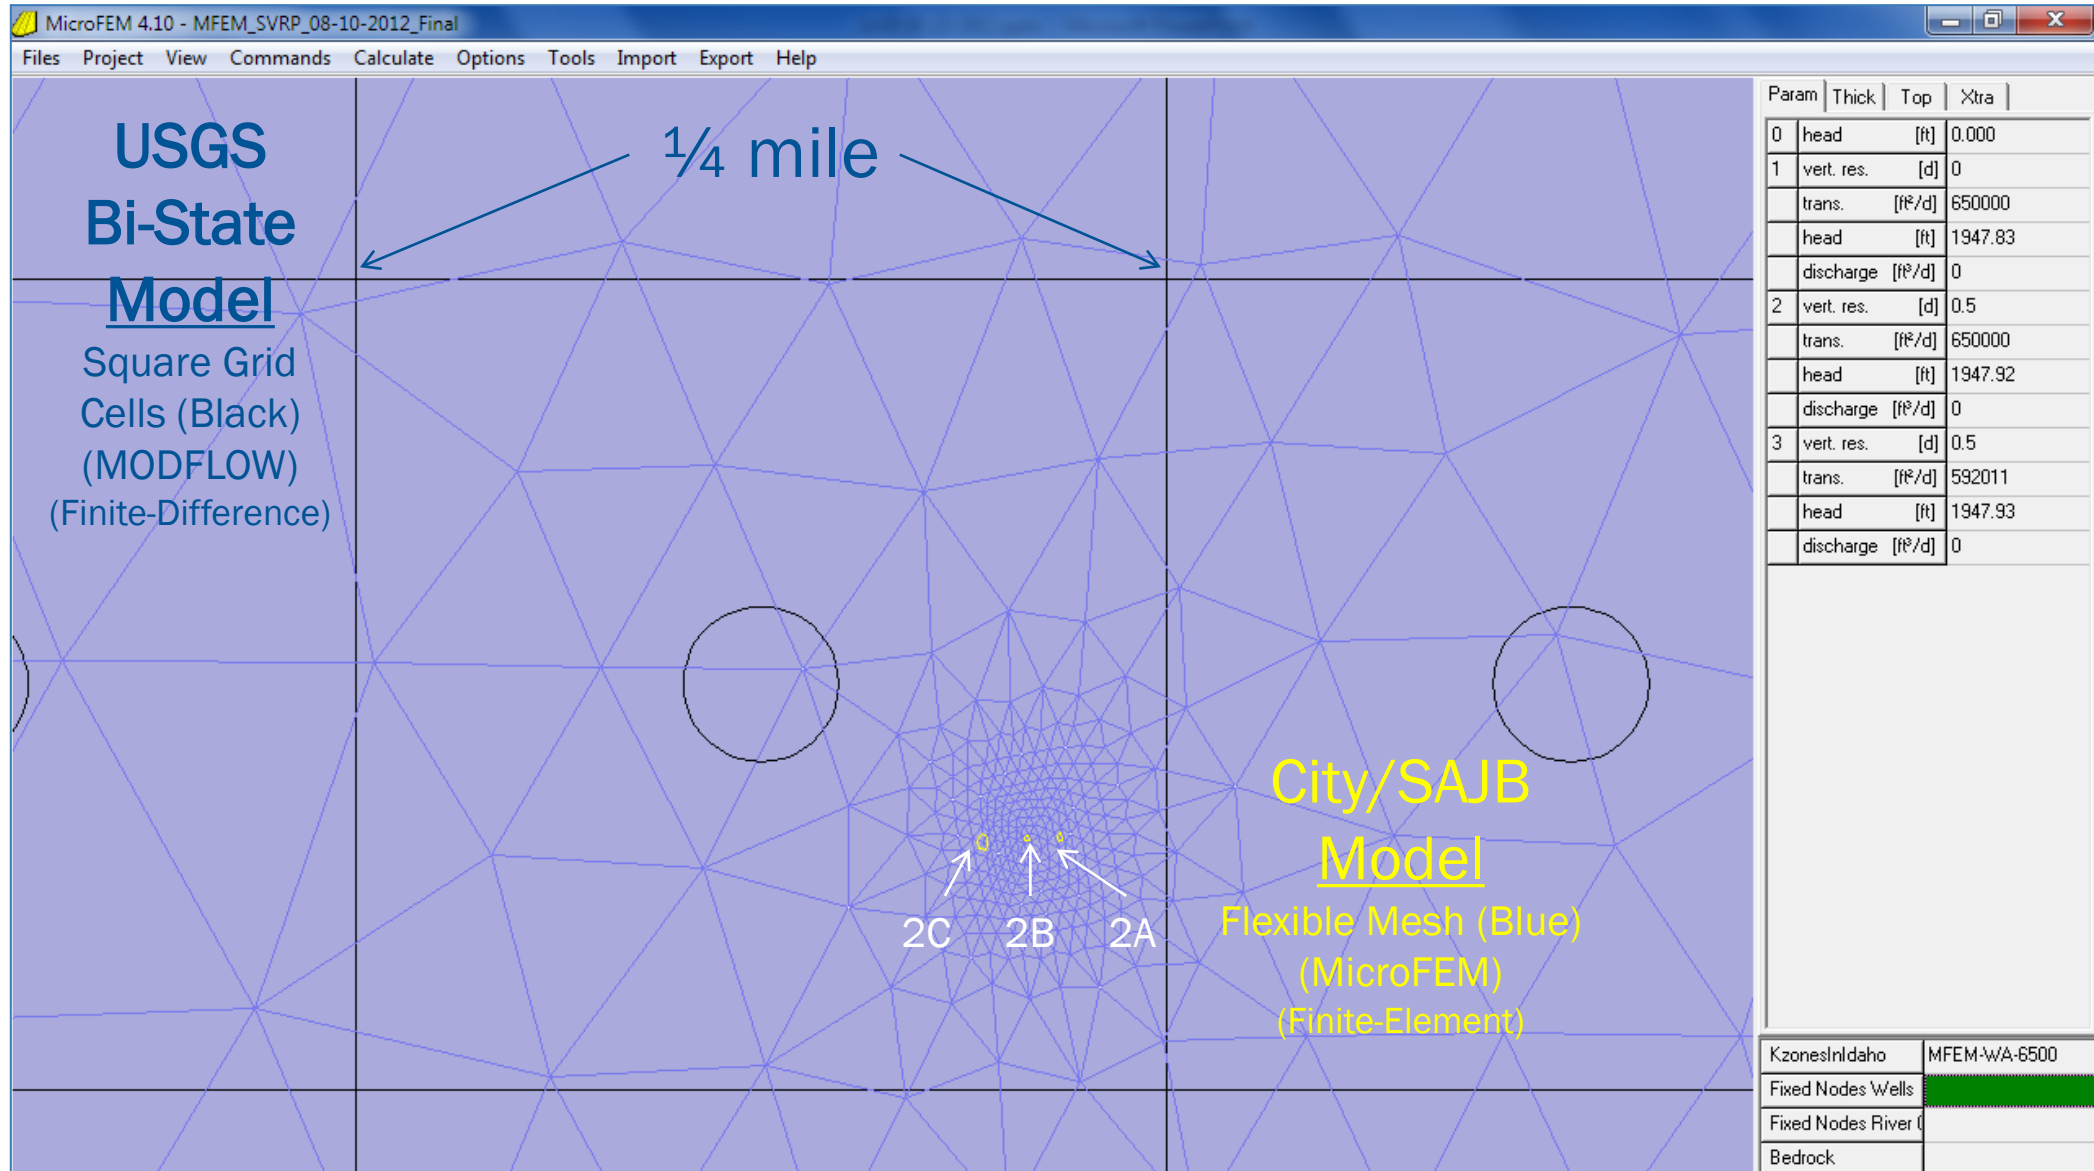 MicroFEM 4.10 - MFEM_SVRP_08-10-2012_Final
Files Project View Commands Calculate Options Tools Import Export Help
USGS
Bi-State
Model
Square Grid
Cells (Black)
(MODFLOW)
(Finite-Difference)
¼ mile
2C 2B 2A
City/SAJB
Model
Flexible Mesh (Blue)
(MicroFEM)
(Finite-Element)
Param Thick Top Xtra
0 head [ft] 0.000
1 vert. res. [d] 0
trans. [ft²/d] 650000
head [ft] 1947.83
discharge [ft³/d] 0
2 vert. res. [d] 0.5
trans. [ft²/d] 650000
head [ft] 1947.92
discharge [ft³/d] 0
3 vert. res. [d] 0.5
trans. [ft²/d] 592011
head [ft] 1947.93
discharge [ft³/d] 0
KzonesInIdaho MFEM-WA-6500
Fixed Nodes Wells
Fixed Nodes River (
Bedrock